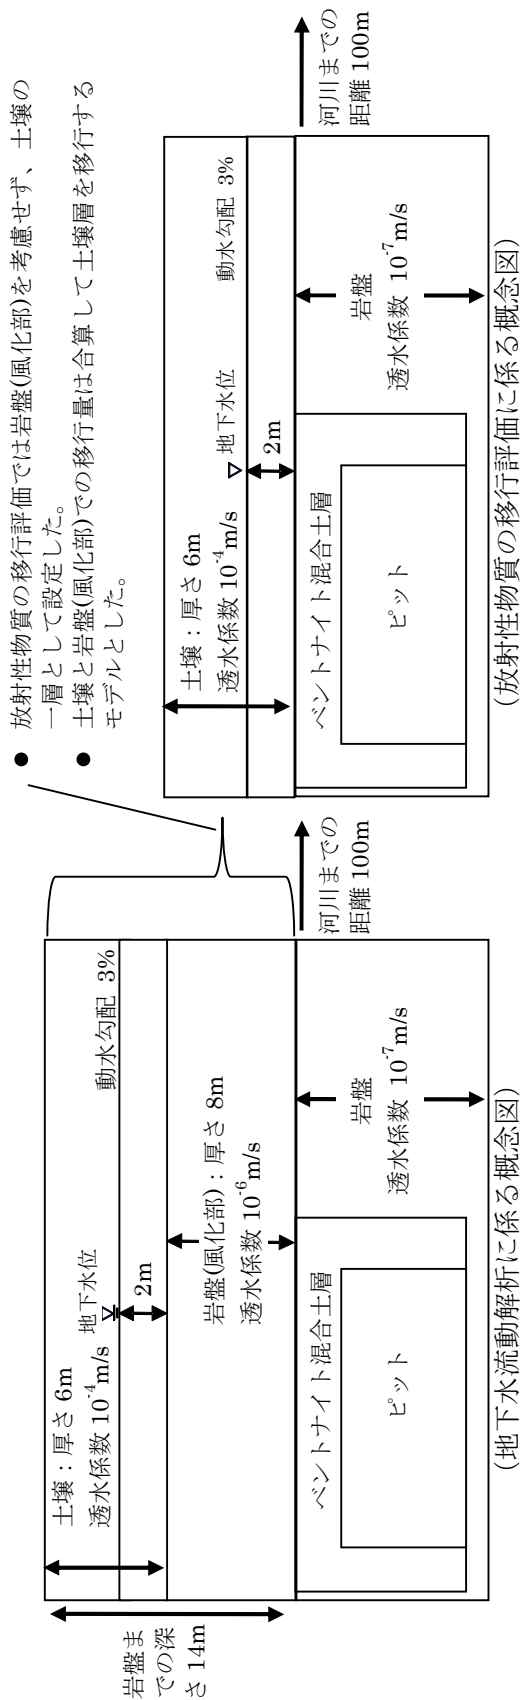 ● 放射性物質の移行評価では岩盤(風化部)を考慮せず、土壌の
一層として設定した。
● 土壌と岩盤(風化部)での移行量は合算して土壌層を移行する
モデルとした。
岩盤ま
での深
さ 14m
土壌：厚さ 6m
透水係数 10⁻⁴m/s
地下水位
2m
動水勾配 3%
岩盤(風化部)：厚さ 8m
透水係数 10⁻⁶m/s
河川までの
距離 100m
ベントナイト混合土層
ピット
岩盤
透水係数 10⁻⁷m/s
(地下水流動解析に係る概念図)
土壌：厚さ 6m
透水係数 10⁻⁴m/s
地下水位
2m
動水勾配 3%
河川までの
距離 100m
ベントナイト混合土層
ピット
岩盤
透水係数 10⁻⁷m/s
(放射性物質の移行評価に係る概念図)